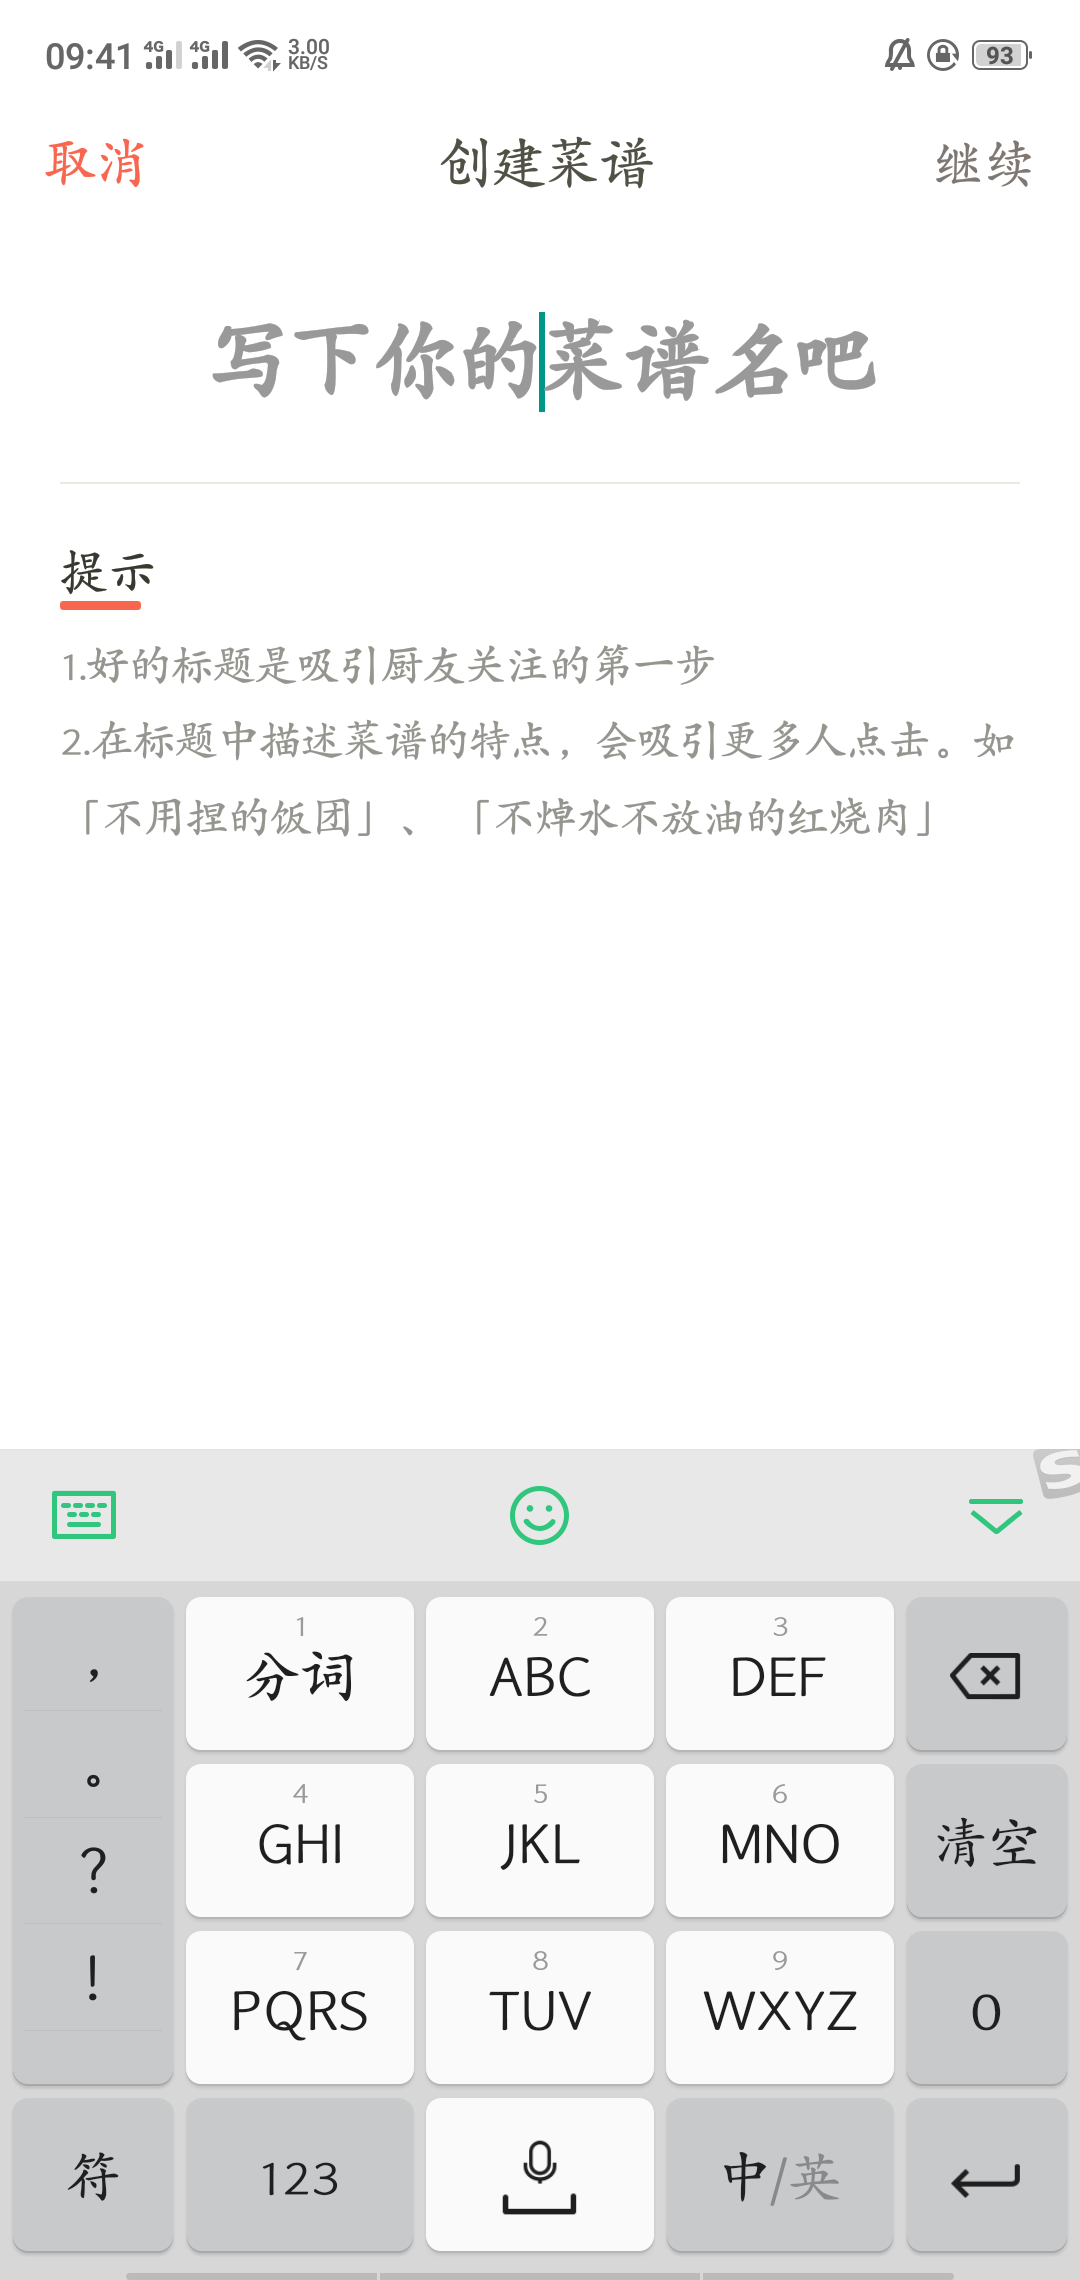 09:41 4G 4G 3.00 KB/S 93
取消 创建菜谱 继续
写下你的菜谱名吧
提示
1.好的标题是吸引厨友关注的第一步
2.在标题中描述菜谱的特点，会吸引更多人点击。如
「不用捏的饭团」、「不焯水不放油的红烧肉」
S
， 1 分词 2 ABC 3 DEF
。 4 GHI 5 JKL 6 MNO 清空
？ 7 PQRS 8 TUV 9 WXYZ 0
！
符 123 中/英